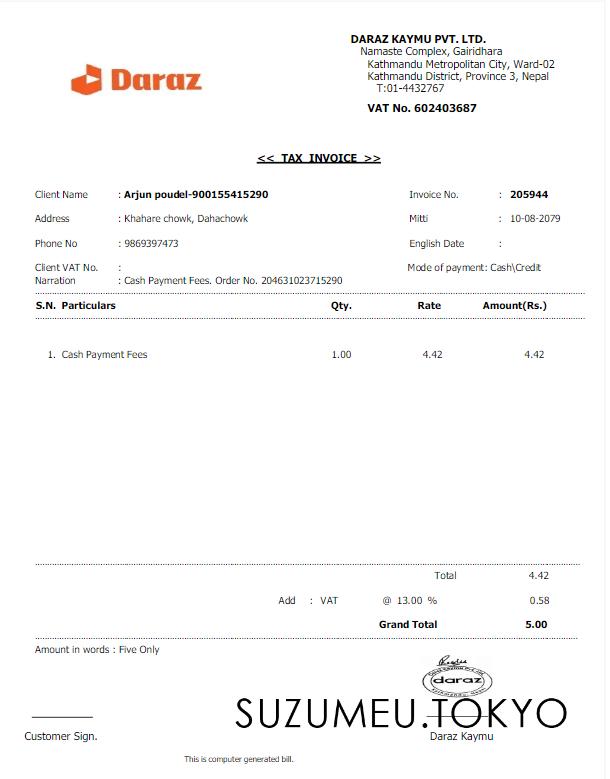 Daraz
DARAZ KAYMU PVT. LTD.
Namaste Complex, Gairidhara
Kathmandu Metropolitan City, Ward-02
Kathmandu District, Province 3, Nepal
T:01-4432767
VAT No. 602403687
<< TAX INVOICE >>
Client Name : Arjun poudel-900155415290 Invoice No. : 205944
Address : Khahare chowk, Dahachowk Mitti : 10-08-2079
Phone No : 9869397473 English Date :
Client VAT No. : Mode of payment: Cash\Credit
Narration : Cash Payment Fees. Order No. 204631023715290
S.N. Particulars Qty. Rate Amount(Rs.)
1. Cash Payment Fees 1.00 4.42 4.42
Total 4.42
Add : VAT @ 13.00 % 0.58
Grand Total 5.00
Amount in words : Five Only
daraz
SUZUMEU.TOKYO
Customer Sign. Daraz Kaymu
This is computer generated bill.